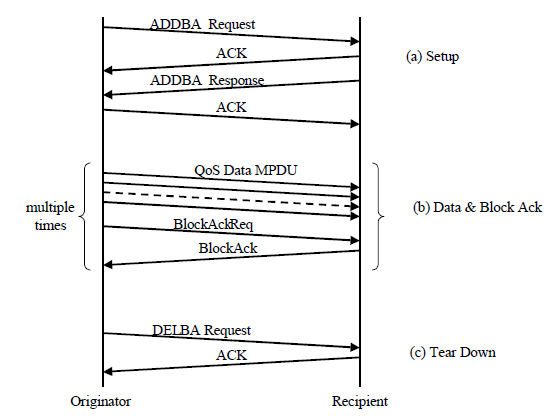 ADDBA Request
ACK
(a) Setup
ADDBA Response
ACK
QoS Data MPDU
multiple
times
(b) Data & Block Ack
BlockAckReq
BlockAck
DELBA Request
ACK
(c) Tear Down
Originator
Recipient